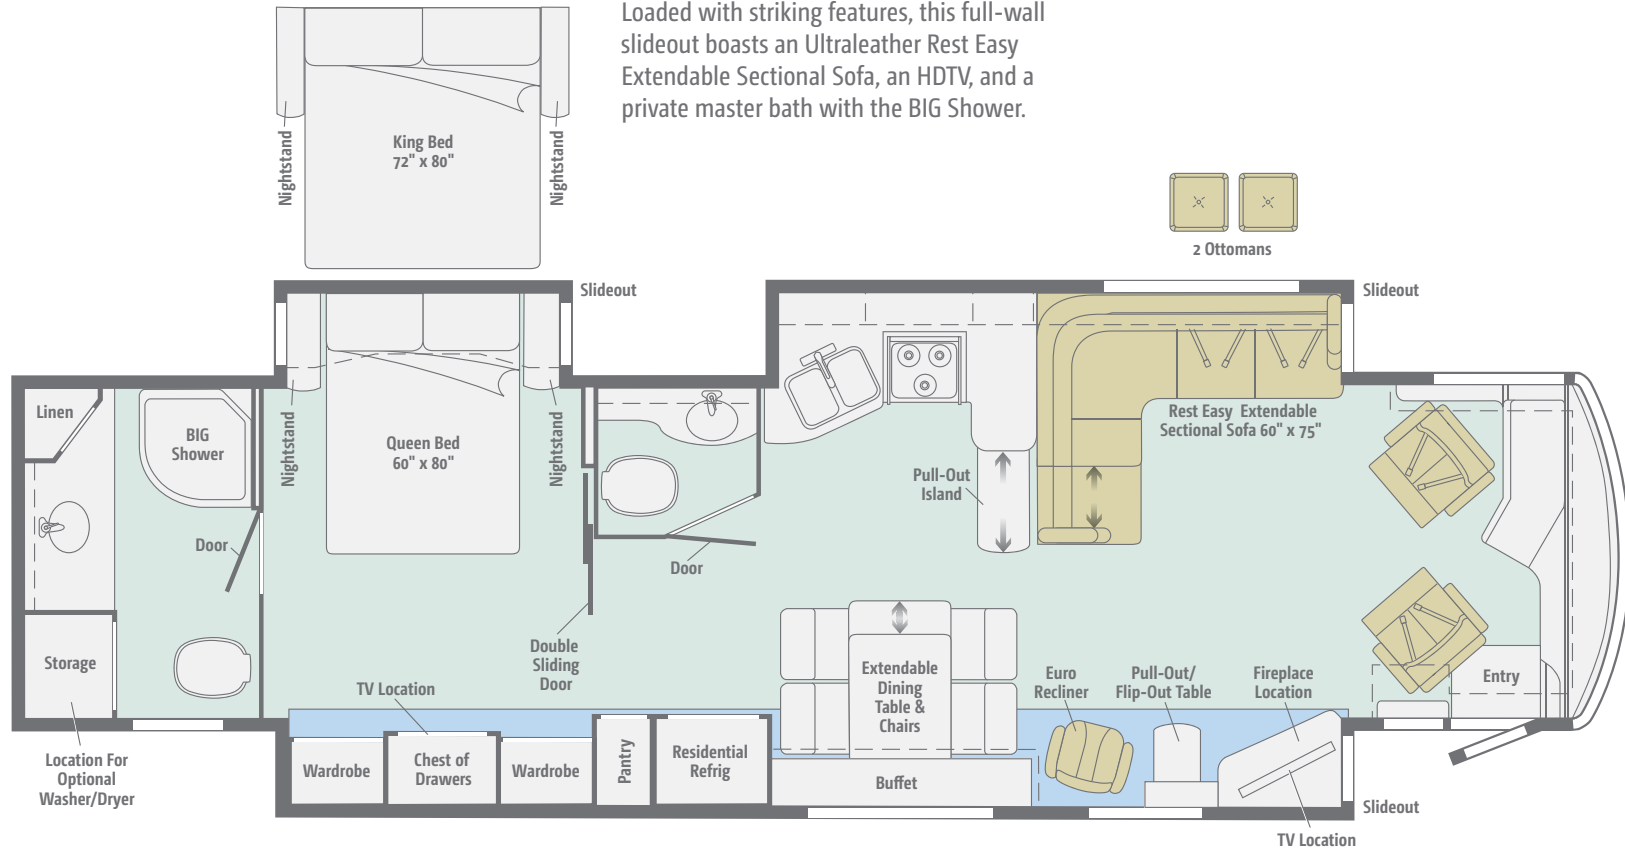 Loaded with striking features, this full-wall
slideout boasts an Ultraleather Rest Easy
Extendable Sectional Sofa, an HDTV, and a
private master bath with the BIG Shower.
Nightstand
King Bed
72" x 80"
Nightstand
2 Ottomans
Slideout
Slideout
Linen
BIG
Shower
Nightstand
Queen Bed
60" x 80"
Nightstand
Rest Easy Extendable
Sectional Sofa 60" x 75"
Pull-Out
Island
Door
Door
Double
Sliding
Door
Storage
TV Location
Extendable
Dining
Table &
Chairs
Euro
Recliner
Pull-Out/
Flip-Out Table
Fireplace
Location
Entry
Location For
Optional
Washer/Dryer
Wardrobe
Chest of
Drawers
Wardrobe
Pantry
Residential
Refrig
Buffet
Slideout
TV Location